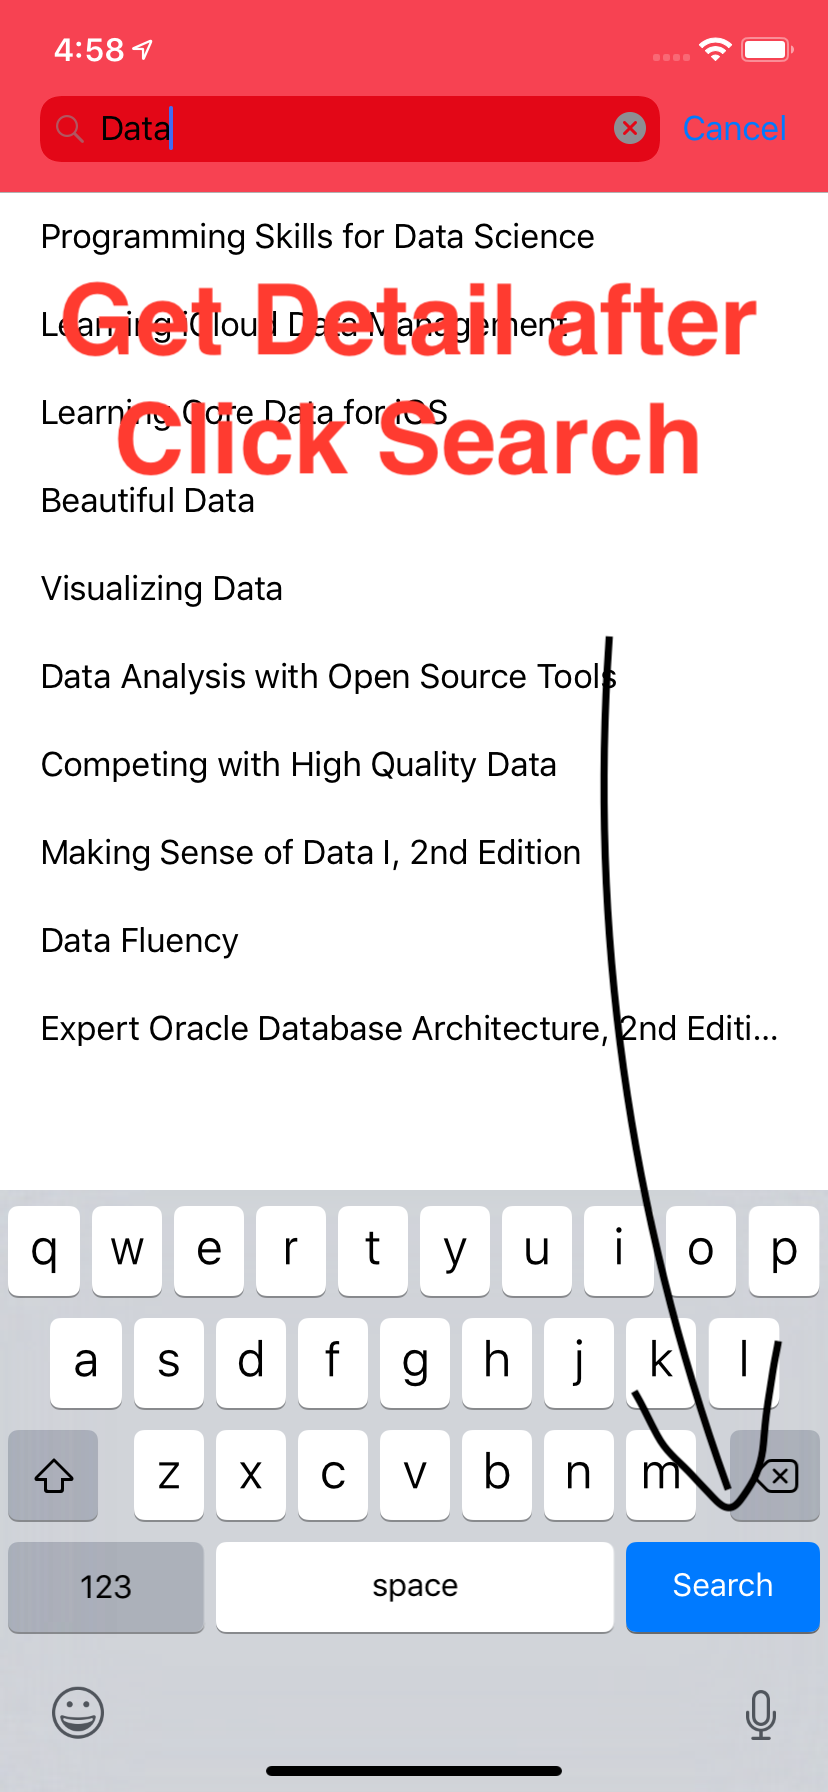 4:58
Data
Cancel
Programming Skills for Data Science
Get Detail after
Learning iCloud Data Management
Learning Core Data for iOS
Click Search
Beautiful Data
Visualizing Data
Data Analysis with Open Source Tools
Competing with High Quality Data
Making Sense of Data I, 2nd Edition
Data Fluency
Expert Oracle Database Architecture, 2nd Editi...
q w e r t y u i o p
a s d f g h j k l
z x c v b n m
123 space Search